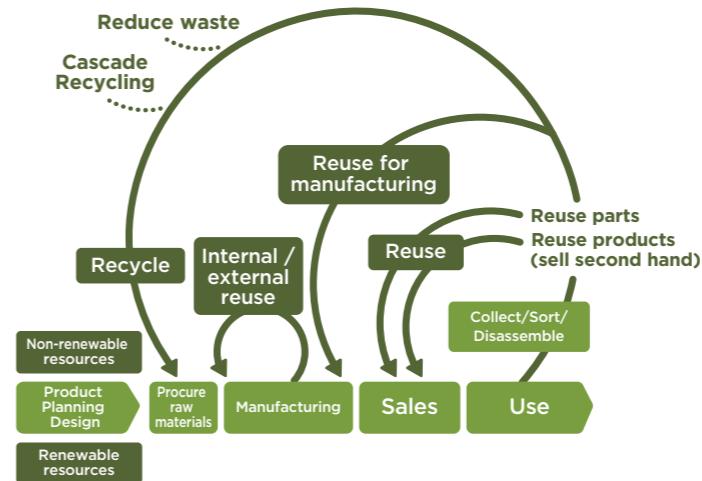 Reduce waste
Cascade
Recycling
Reuse for
manufacturing
Reuse parts
Reuse products
(sell second hand)
Reuse
Internal /
external
reuse
Recycle
Collect/Sort/
Disassemble
Non-renewable
resources
Product
Planning
Design
Procure
raw
materials
Manufacturing
Sales
Use
Renewable
resources